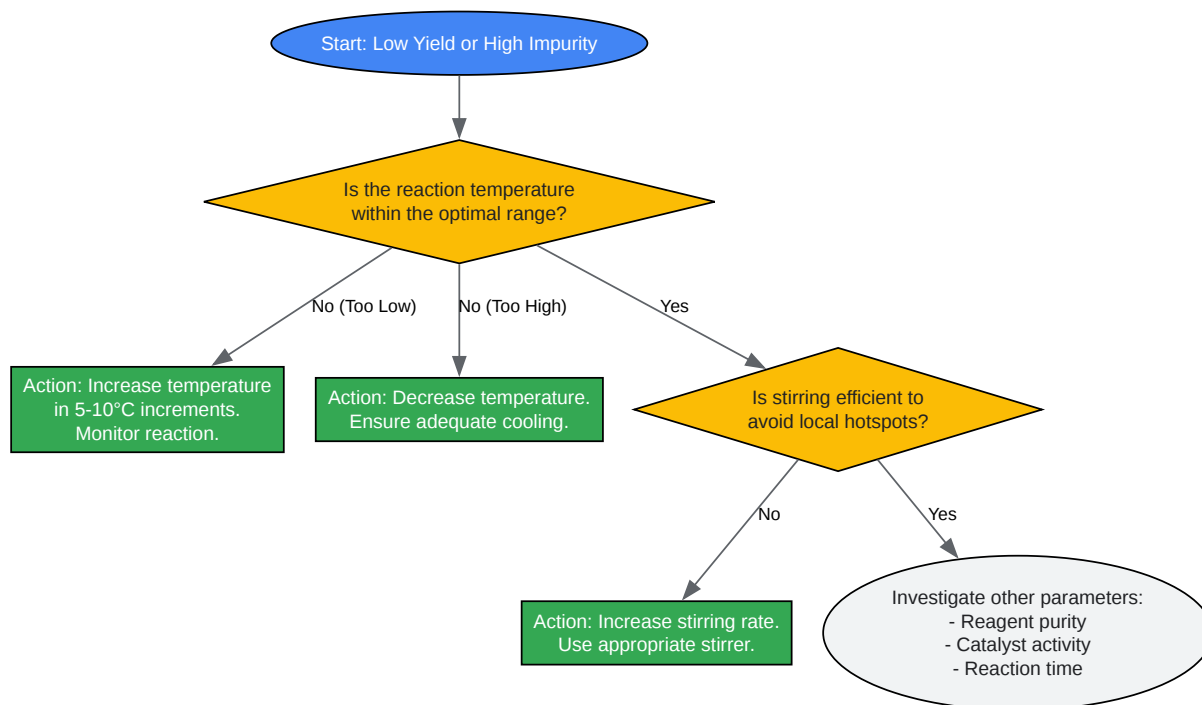 Start: Low Yield or High Impurity
Is the reaction temperature
within the optimal range?
No (Too Low)
No (Too High)
Yes
Action: Increase temperature
in 5-10°C increments.
Monitor reaction.
Action: Decrease temperature.
Ensure adequate cooling.
Is stirring efficient to
avoid local hotspots?
No
Yes
Action: Increase stirring rate.
Use appropriate stirrer.
Investigate other parameters:
- Reagent purity
- Catalyst activity
- Reaction time